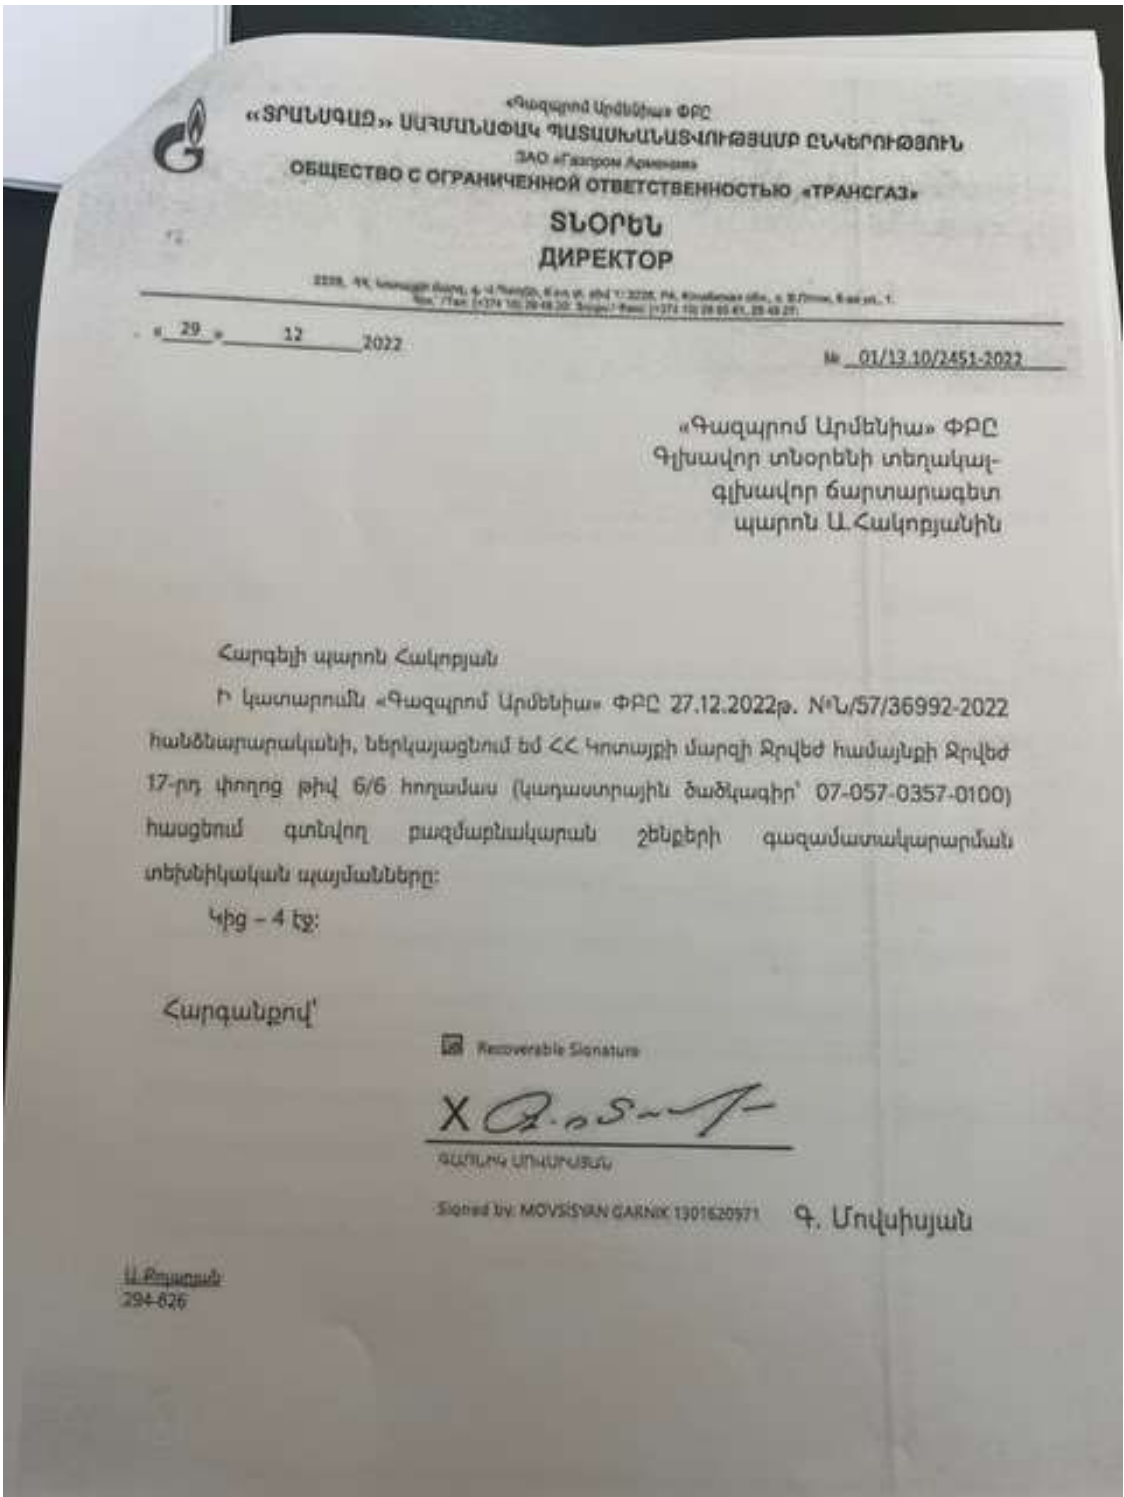 «Գազպրոմ Արմենիա» ՓԲԸ
«ՏՐԱՆՍԳԱԶ» ՍԱՀՄԱՆԱՓԱԿ ՊԱՏԱՍԽԱՆԱՏՎՈՒԹՅԱՄԲ ԸՆԿԵՐՈՒԹՅՈՒՆ
ЗАО «Газпром Армения»
ОБЩЕСТВО С ОГРАНИЧЕННОЙ ОТВЕТСТВЕННОСТЬЮ «ТРАНСГАЗ»
ՏՆՕՐԵՆ
ДИРЕКТОР
« 29 » 12 2022
№ 01/13.10/2451-2022
«Գազպրոմ Արմենիա» ՓԲԸ
Գլխավոր տնօրենի տեղակալ-
գլխավոր ճարտարագետ
պարոն Ա.Հակոբյանին
Հարգելի պարոն Հակոբյան
Ի կատարումն «Գազպրոմ Արմենիա» ՓԲԸ 27.12.2022թ. №Ն/57/36992-2022
հանձնարարականի, ներկայացնում եմ ՀՀ Կոտայքի մարզի Ջրվեժ համայնքի Ջրվեժ
17-րդ փողոց թիվ 6/6 հողամաս (կադաստրային ծածկագիր՝ 07-057-0357-0100)
հասցեում գտնվող բազմաբնակարան շենքերի գազամատակարարման
տեխնիկական պայմանները:
Կից – 4 էջ:
Հարգանքով՝
Recoverable Signature
X
ԳԱՌՆԻԿ ՄՈՎՍԻՍՅԱՆ
Signed by: MOVSISYAN GARNIK 1301620971
Գ. Մովսիսյան
294-826